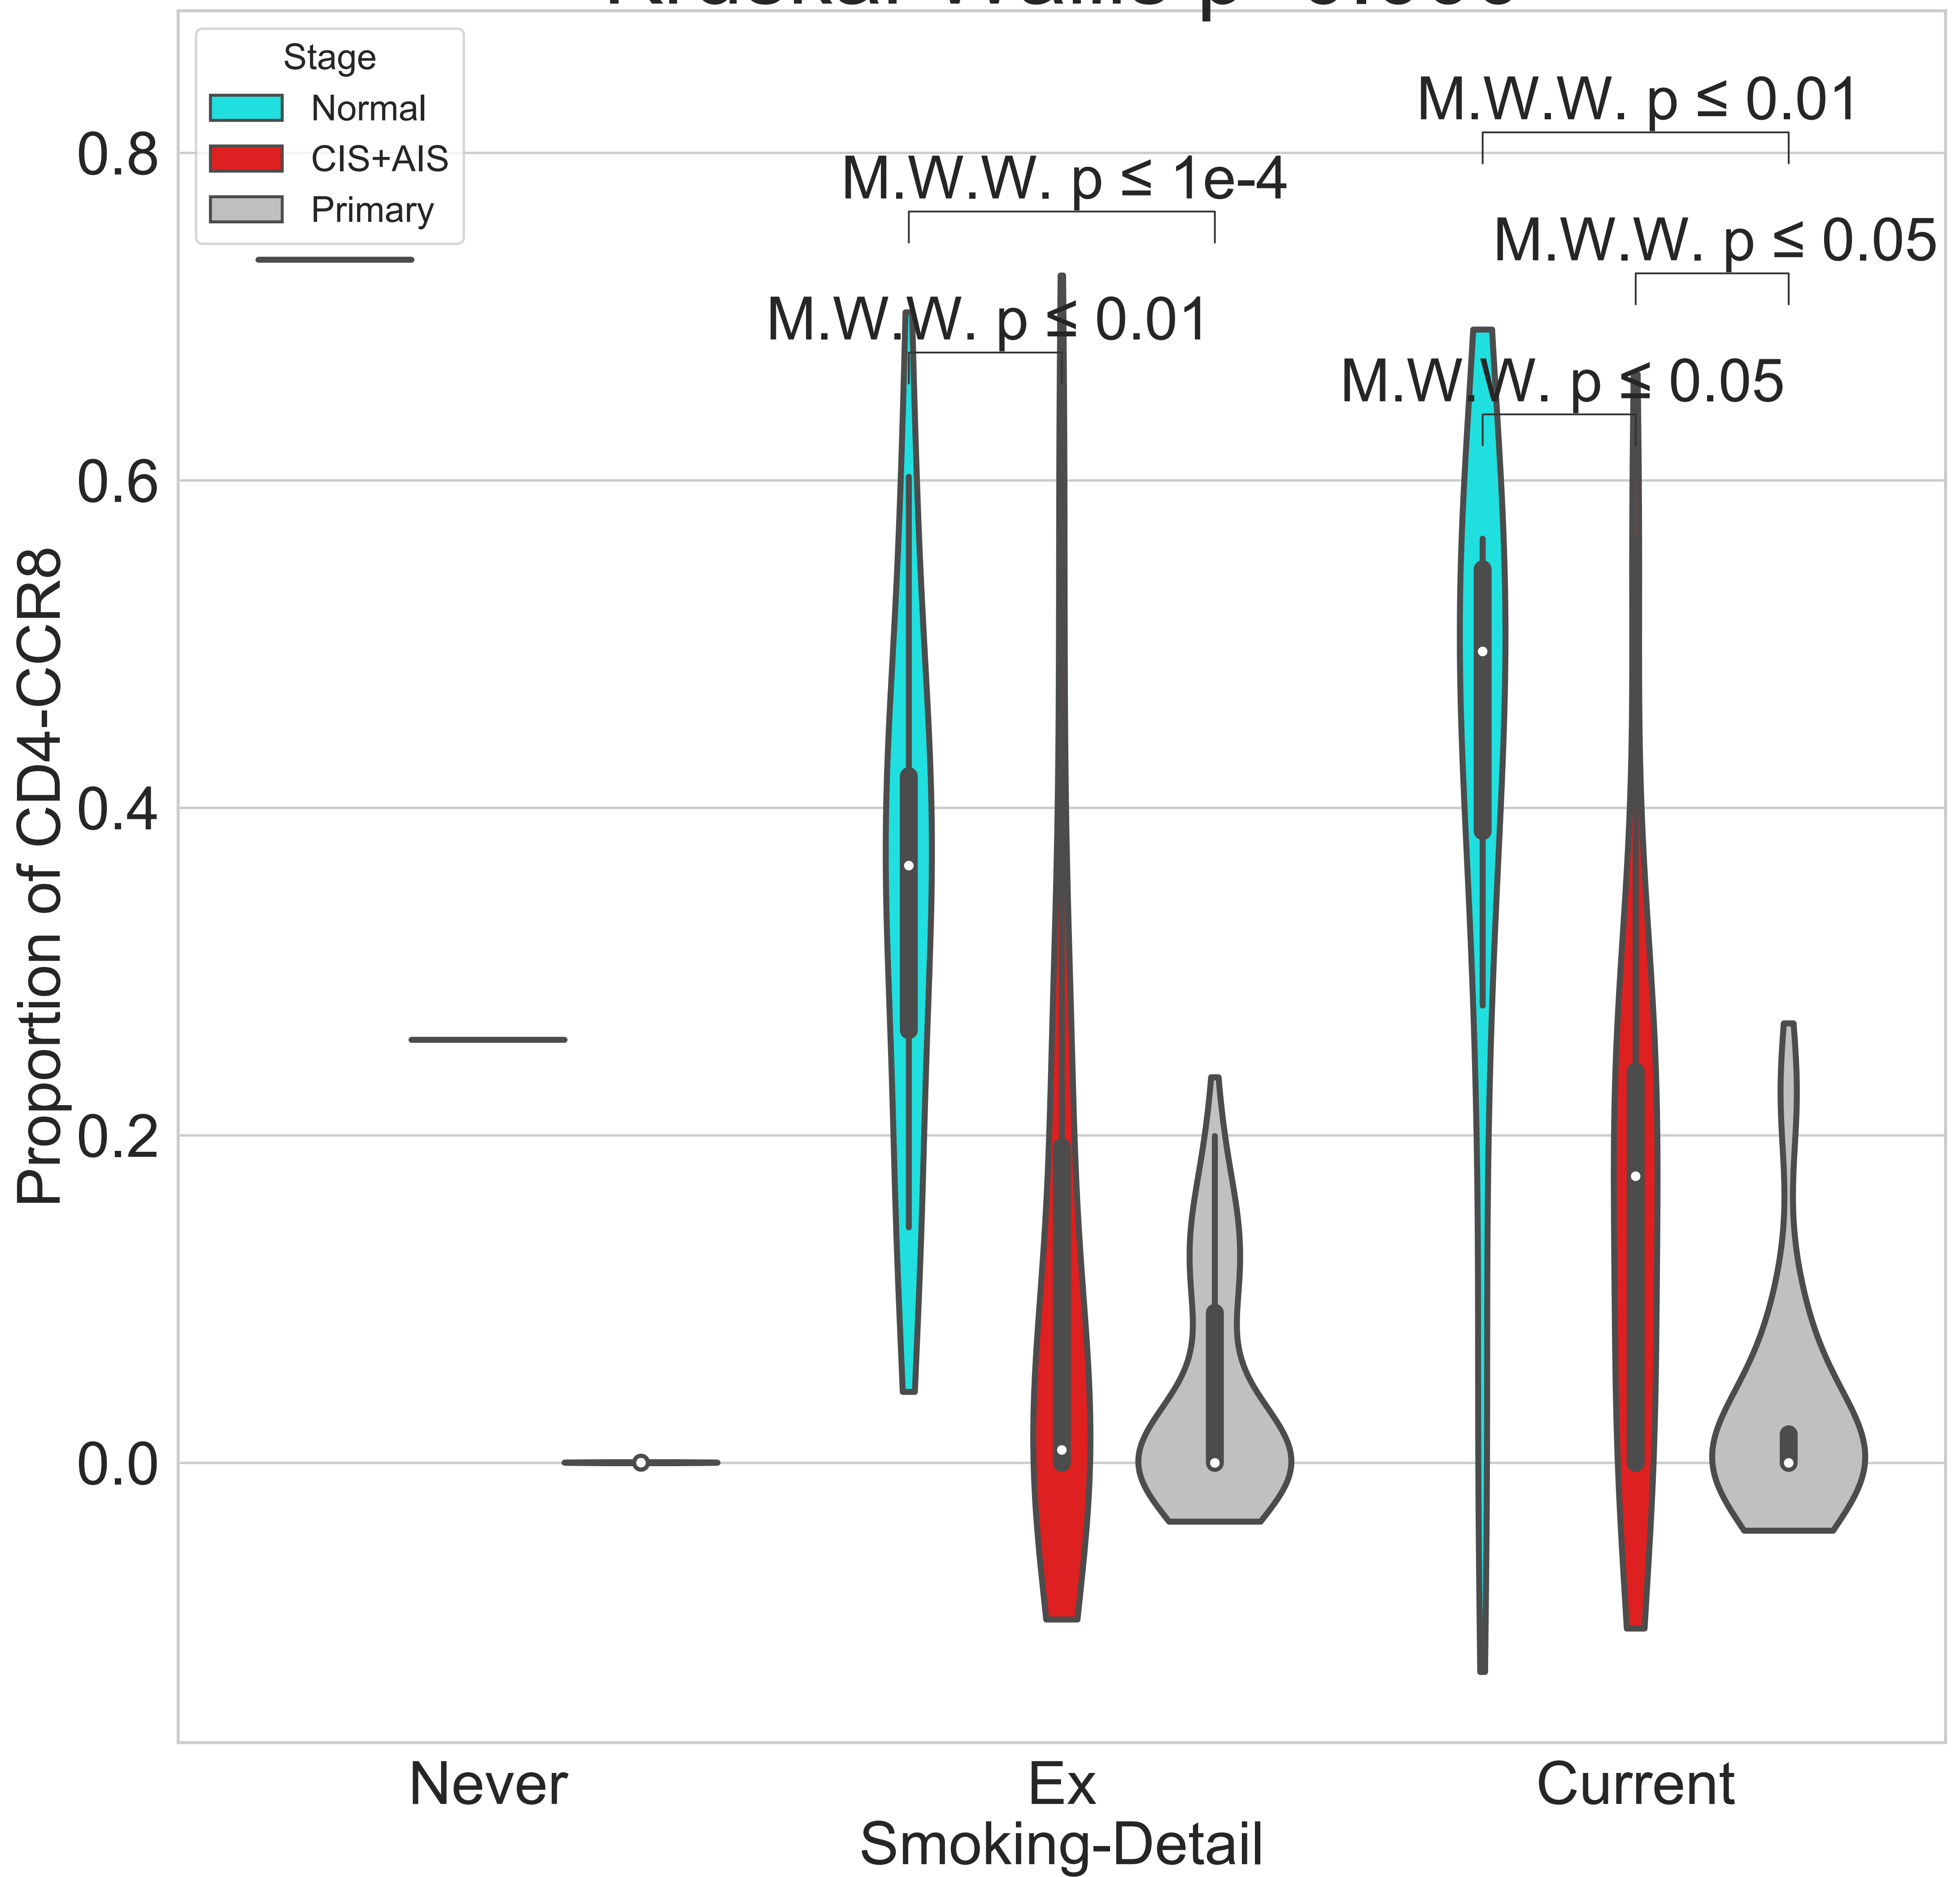 Stage
Normal
CIS+AIS
Primary
M.W.W. p ≤ 0.01
M.W.W. p ≤ 1e-4
M.W.W. p ≤ 0.05
M.W.W. p ≤ 0.01
M.W.W. p ≤ 0.05
0.8
0.6
0.4
0.2
0.0
Proportion of CD4-CCR8
Never
Ex
Current
Smoking-Detail